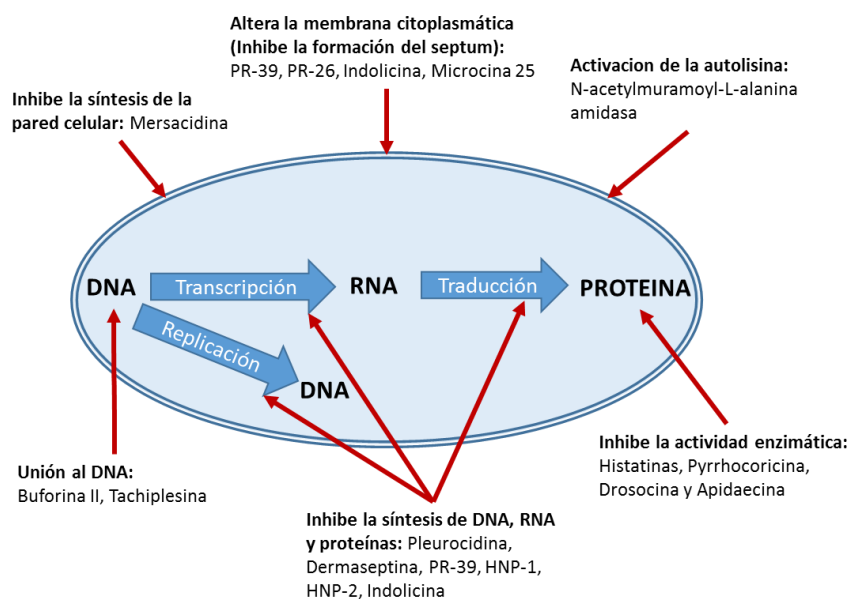 Altera la membrana citoplasmática
(Inhibe la formación del septum):
PR-39, PR-26, Indolicina, Microcina 25
Activacion de la autolisina:
N-acetylmuramoyl-L-alanina
amidasa
Inhibe la síntesis de la
pared celular: Mersacidina
DNA
Transcripción
RNA
Traducción
PROTEINA
Replicación
DNA
Unión al DNA:
Buforina II, Tachiplesina
Inhibe la síntesis de DNA, RNA
y proteínas: Pleurocidina,
Dermaseptina, PR-39, HNP-1,
HNP-2, Indolicina
Inhibe la actividad enzimática:
Histatinas, Pyrrhocoricina,
Drosocina y Apidaecina